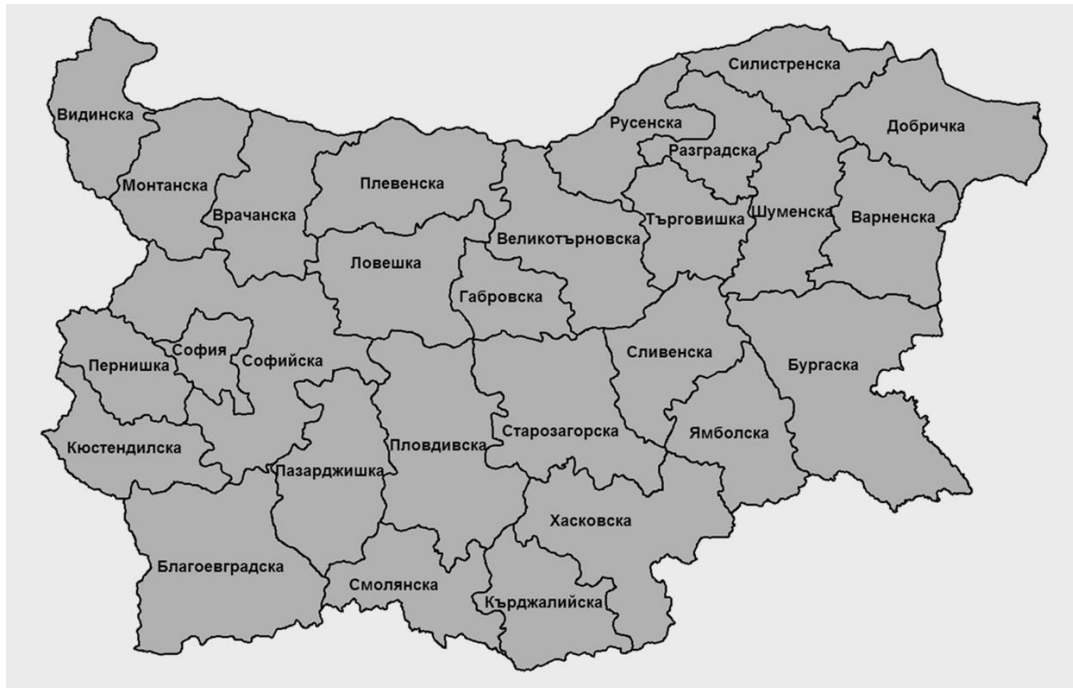 Силистренска
Видинска
Русенска
Добричка
Разградска
Монтанска
Плевенска
Врачанска
Търговишка
Шуменска
Варненска
Великотърновска
Ловешка
Габровска
София
Сливенска
Пернишка
Софийска
Бургаска
Старозагорска
Ямболска
Кюстендилска
Пловдивска
Пазарджишка
Хасковска
Благоевградска
Смолянска
Кърджалийска